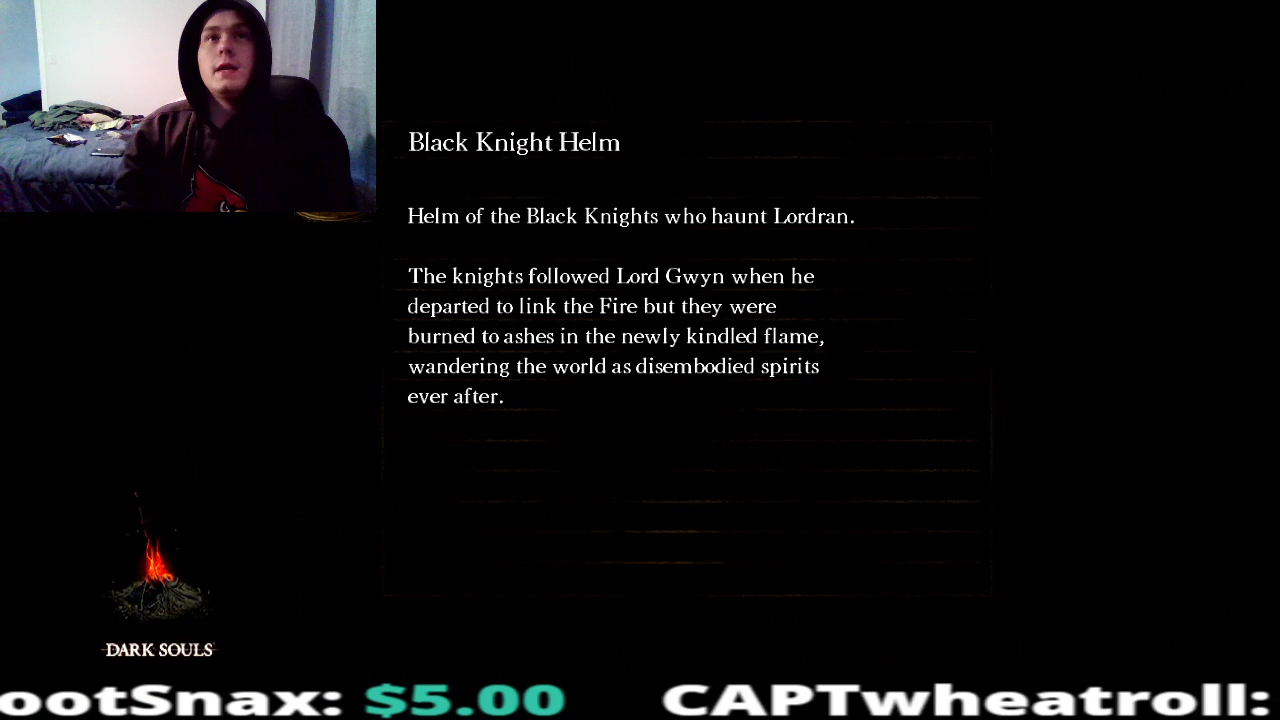 Black Knight Helm
Helm of the Black Knights who haunt Lordran.
The knights followed Lord Gwyn when he
departed to link the Fire but they were
burned to ashes in the newly kindled flame,
wandering the world as disembodied spirits
ever after.
DARK SOULS
ootSnax: $5.00 CAPTwheatroll: